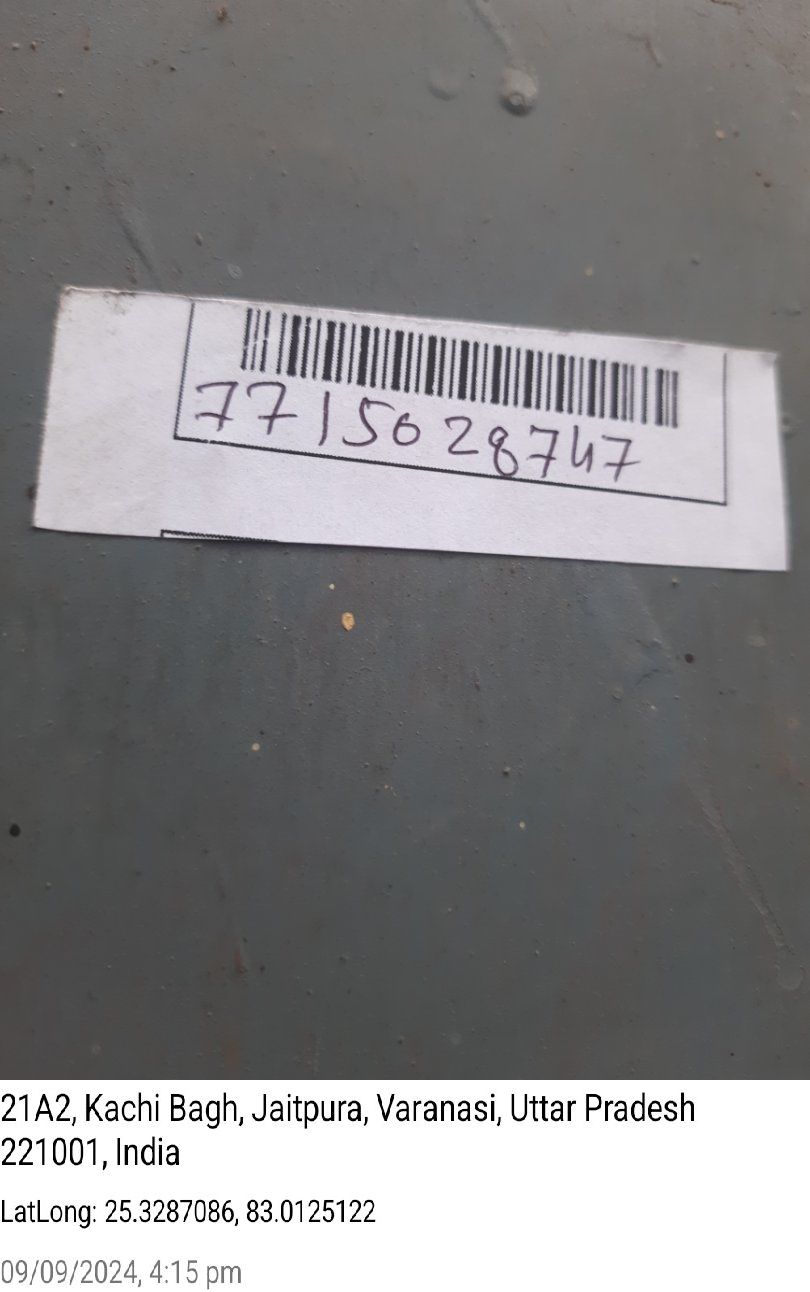 7715028747
21A2, Kachi Bagh, Jaitpura, Varanasi, Uttar Pradesh
221001, India
LatLong: 25.3287086, 83.0125122
09/09/2024, 4:15 pm